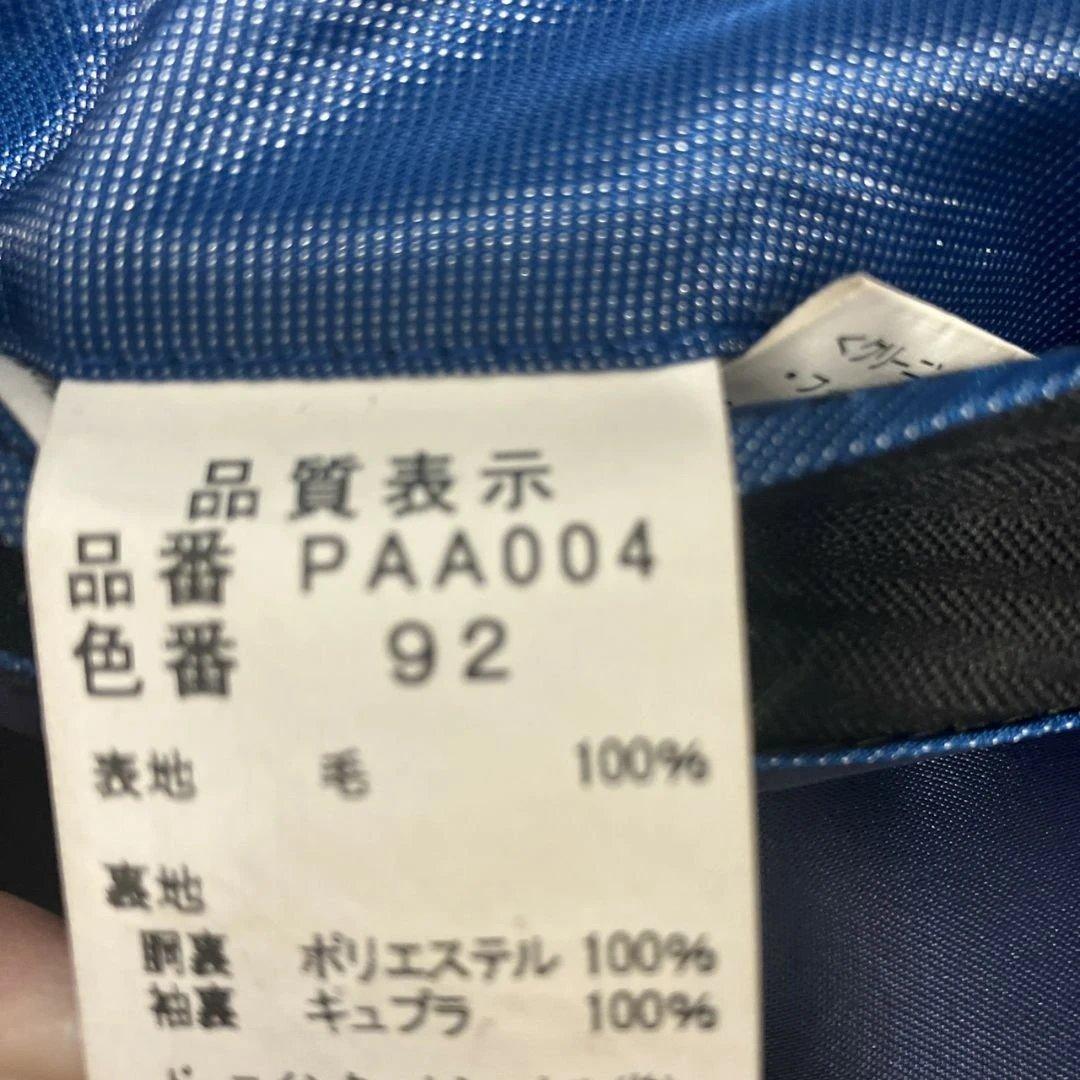 品質表示
品番 PAA004
色番 92
表地 毛 100%
裏地
胴裏 ポリエステル 100%
袖裏 キュプラ 100%